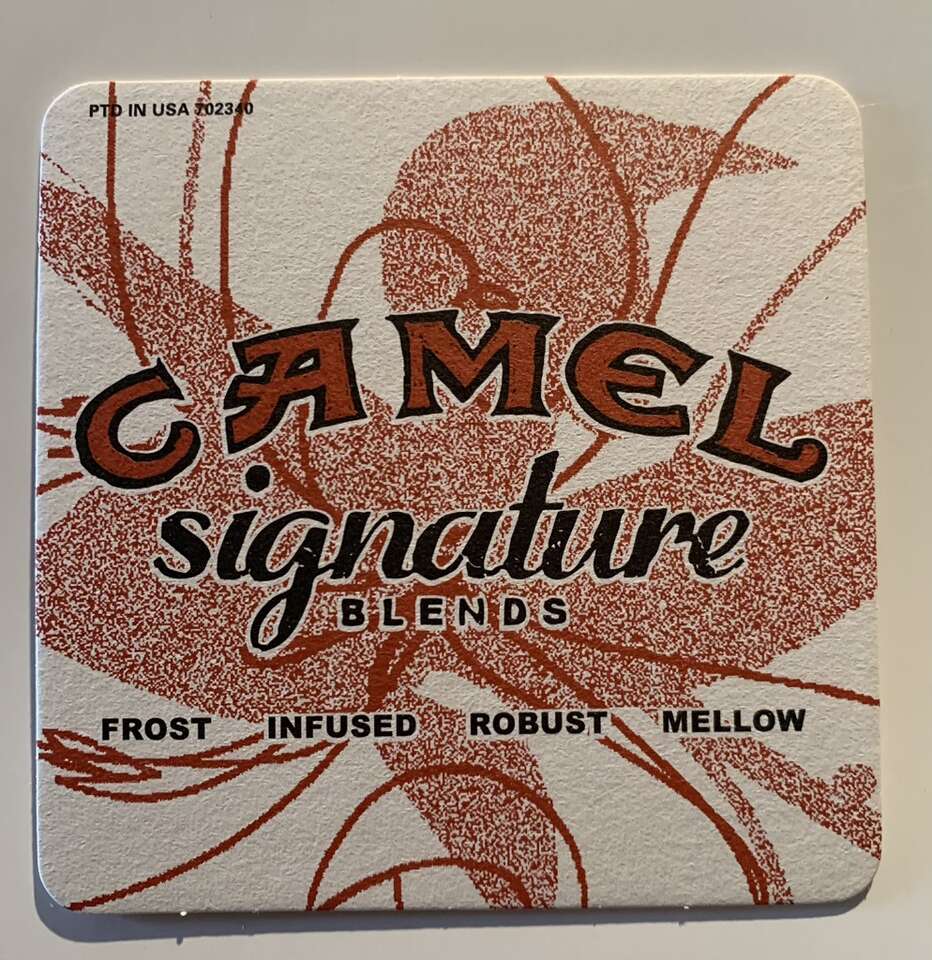 PTD IN USA 702340
CAMEL
signature
BLENDS
FROST INFUSED ROBUST MELLOW